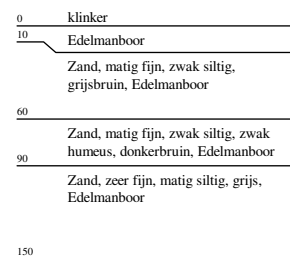 0 klinker
10 Edelmanboor
Zand, matig fijn, zwak siltig,
grijsbruin, Edelmanboor
60
Zand, matig fijn, zwak siltig, zwak
humeus, donkerbruin, Edelmanboor
90
Zand, zeer fijn, matig siltig, grijs,
Edelmanboor
150